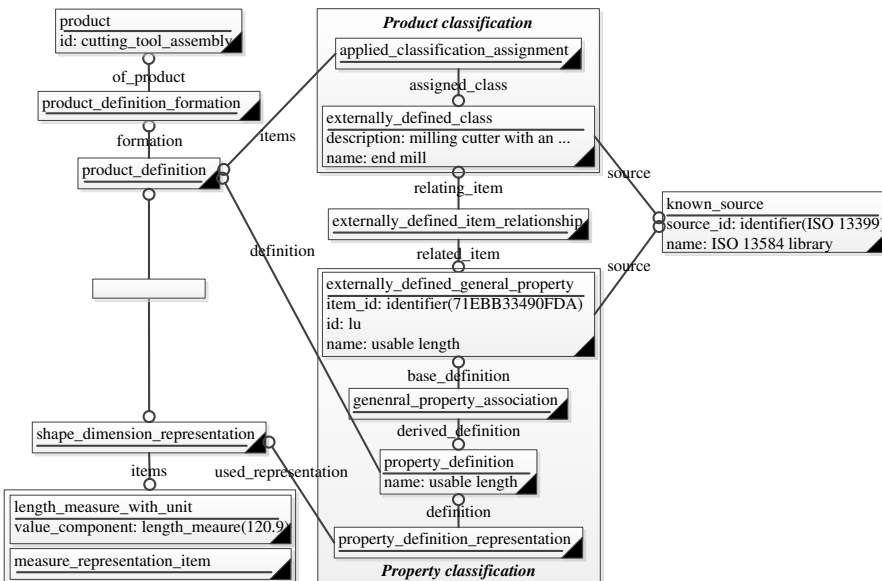 product
id: cutting_tool_assembly
of_product
product_definition_formation
formation
product_definition
items
definition
shape_dimension_representation
items
used_representation
length_measure_with_unit
value_component: length_meaure(120.9)
measure_representation_item
Product classification
applied_classification_assignment
assigned_class
externally_defined_class
description: milling cutter with an ...
name: end mill
relating_item
externally_defined_item_relationship
related_item
externally_defined_general_property
item_id: identifier(71EBB33490FDA)
id: lu
name: usable length
base_definition
genenral_property_association
derived_definition
property_definition
name: usable length
definition
property_definition_representation
Property classification
source
known_source
source_id: identifier(ISO 13399)
name: ISO 13584 library
source